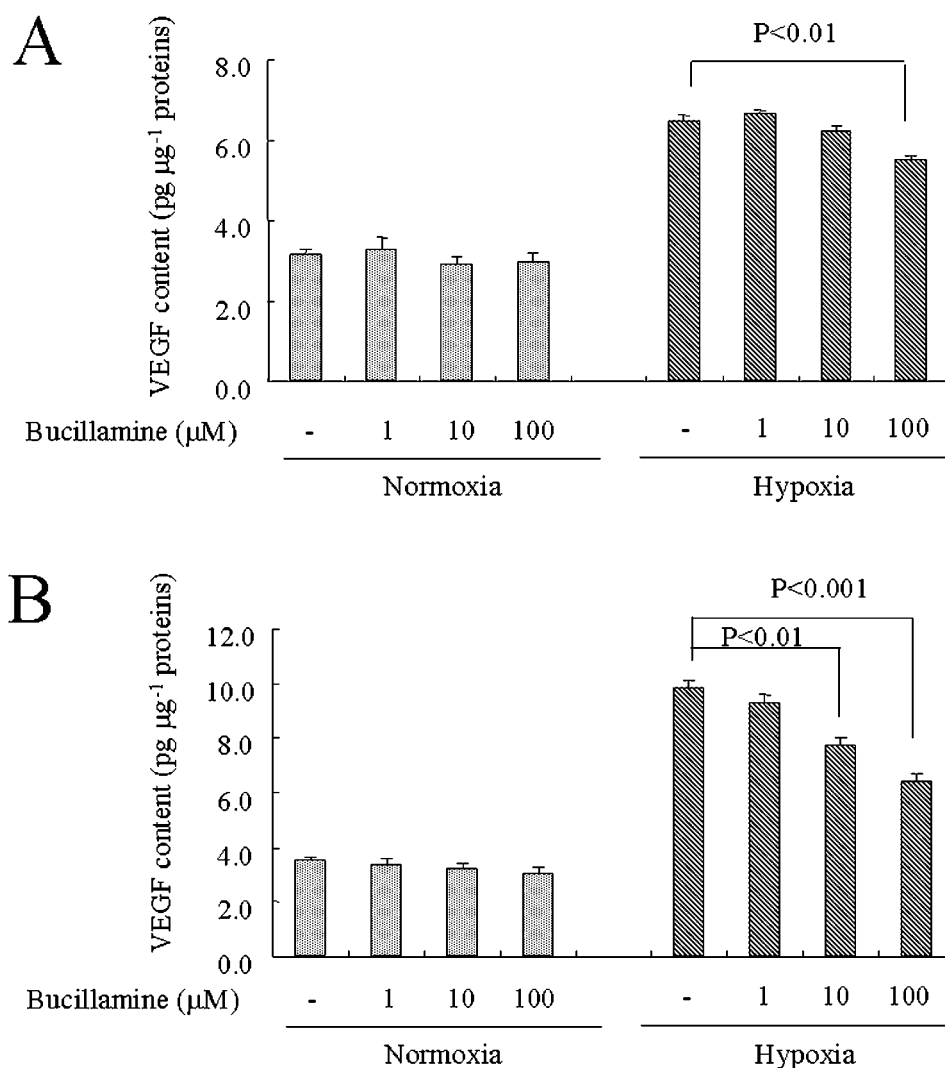 A
P<0.01
VEGF content (pg µg⁻¹ proteins)
8.0
6.0
4.0
2.0
0.0
Bucillamine (µM) - 1 10 100 - 1 10 100
Normoxia Hypoxia
B
P<0.001
P<0.01
VEGF content (pg µg⁻¹ proteins)
12.0
10.0
8.0
6.0
4.0
2.0
0.0
Bucillamine (µM) - 1 10 100 - 1 10 100
Normoxia Hypoxia